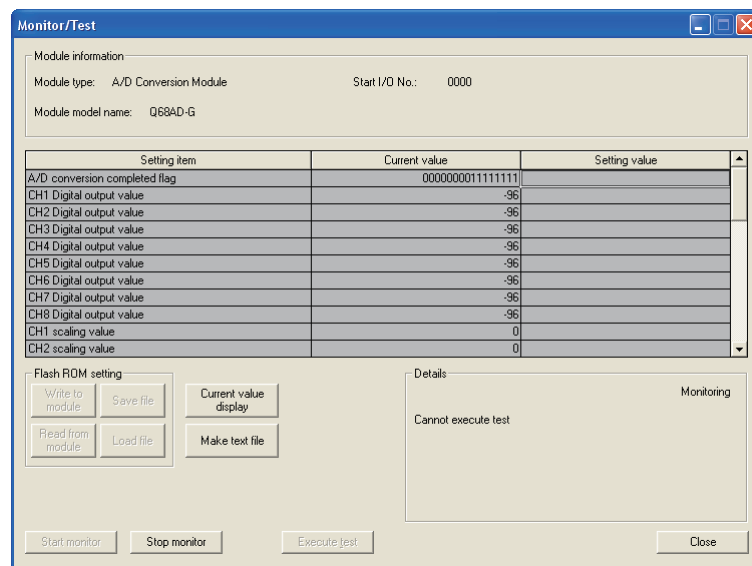 Monitor/Test
Module information
Module type: A/D Conversion Module Start I/O No.: 0000
Module model name: Q68AD-G
Setting item Current value Setting value
A/D conversion completed flag 0000000011111111
CH1 Digital output value -96
CH2 Digital output value -96
CH3 Digital output value -96
CH4 Digital output value -96
CH5 Digital output value -96
CH6 Digital output value -96
CH7 Digital output value -96
CH8 Digital output value -96
CH1 scaling value 0
CH2 scaling value 0
Flash ROM setting
Write to module
Save file
Current value display
Read from module
Load file
Make text file
Details
Monitoring
Cannot execute test
Start monitor Stop monitor Execute test Close